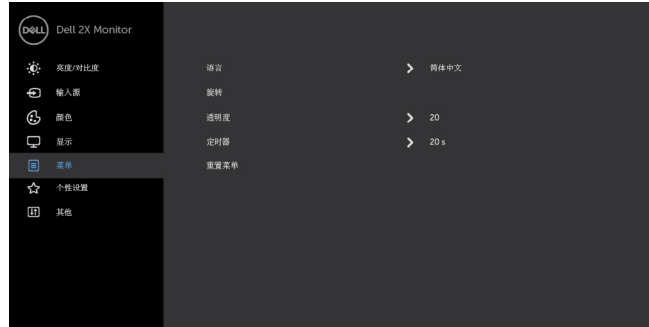 DELL Dell 2X Monitor
亮度/对比度
语言 简体中文
输入源
旋转
颜色
透明度 20
显示
定时器 20 s
菜单
重置菜单
个性设置
其他